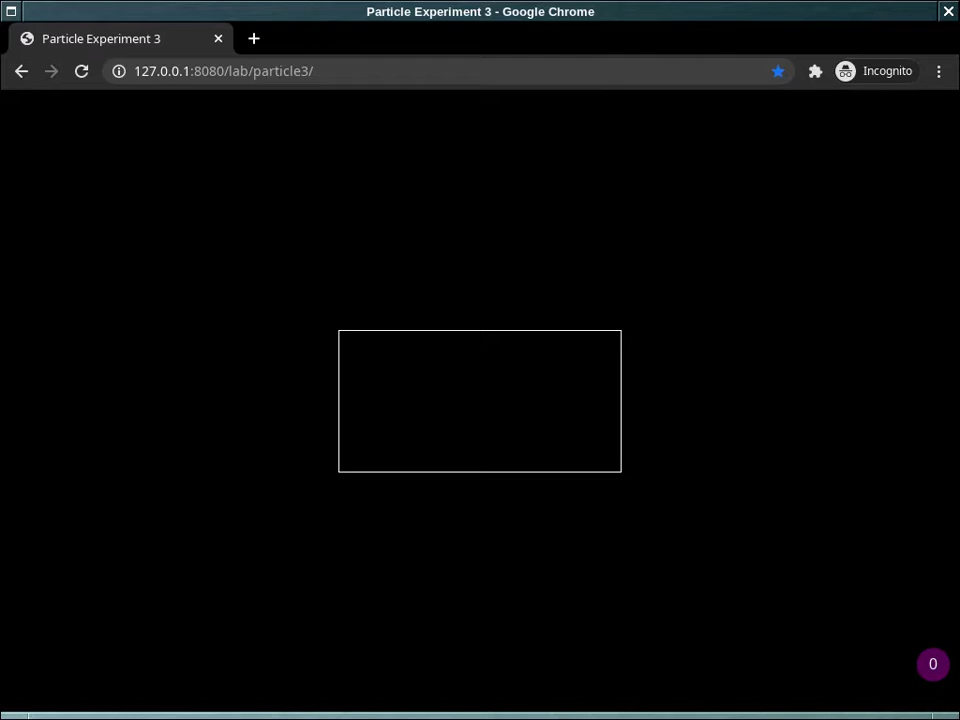 Particle Experiment 3 - Google Chrome
Particle Experiment 3
127.0.0.1:8080/lab/particle3/
Incognito
0